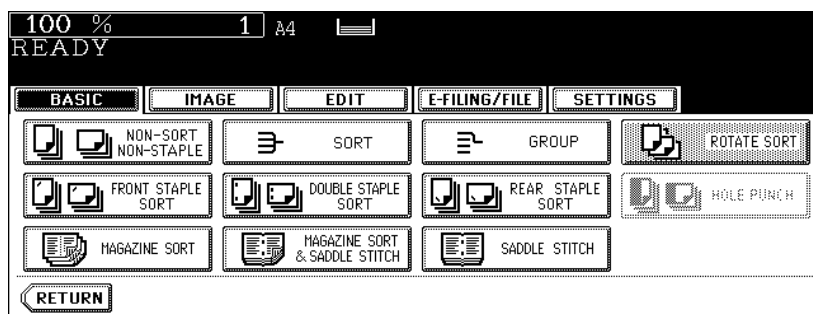 100 % 1 A4
READY
BASIC IMAGE EDIT E-FILING/FILE SETTINGS
NON-SORT
NON-STAPLE
SORT
GROUP
ROTATE SORT
FRONT STAPLE
SORT
DOUBLE STAPLE
SORT
REAR STAPLE
SORT
HOLE PUNCH
MAGAZINE SORT
MAGAZINE SORT
& SADDLE STITCH
SADDLE STITCH
RETURN